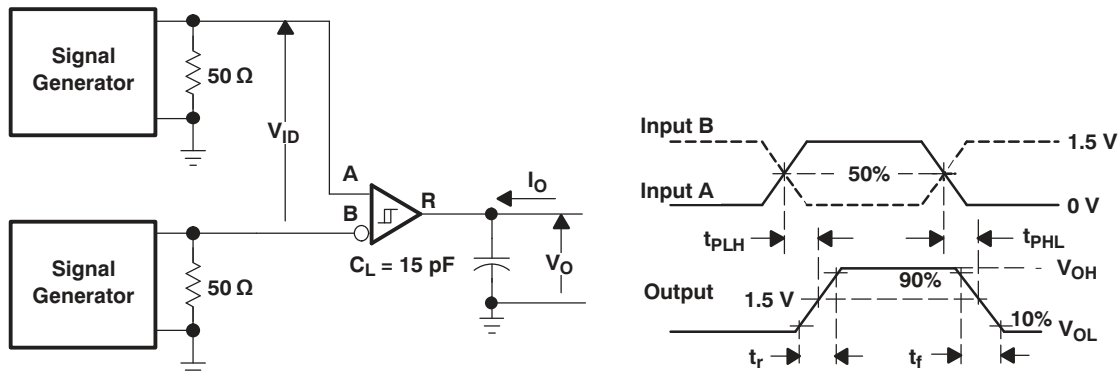 Signal
Generator
50 Ω
V_ID
A
B
R
I_O
C_L = 15 pF
V_O
Signal
Generator
50 Ω
Input B
1.5 V
50%
Input A
0 V
t_PLH
t_PHL
V_OH
90%
Output
1.5 V
10%
V_OL
t_r
t_f